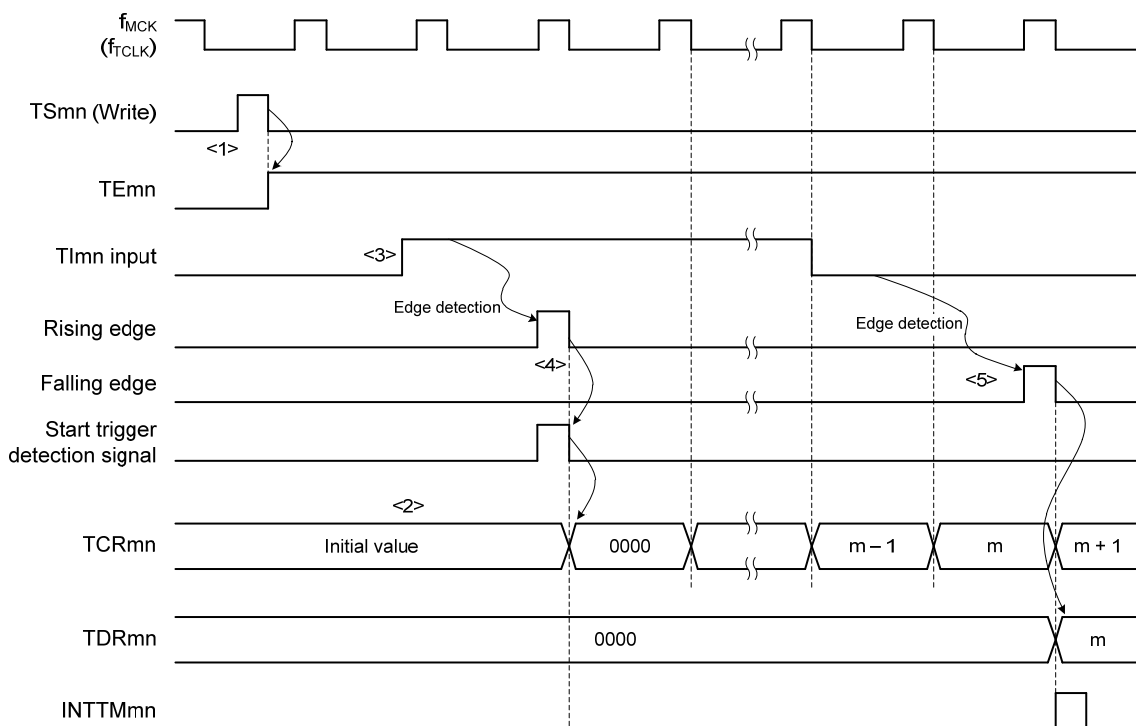 fMCK
(fTCLK)
TSmn (Write)
<1>
TEmn
TImn input
<3>
Edge detection
Edge detection
Rising edge
<4>
Falling edge
<5>
Start trigger
detection signal
<2>
TCRmn
Initial value
0000
m – 1
m
m + 1
TDRmn
0000
m
INTTMmn